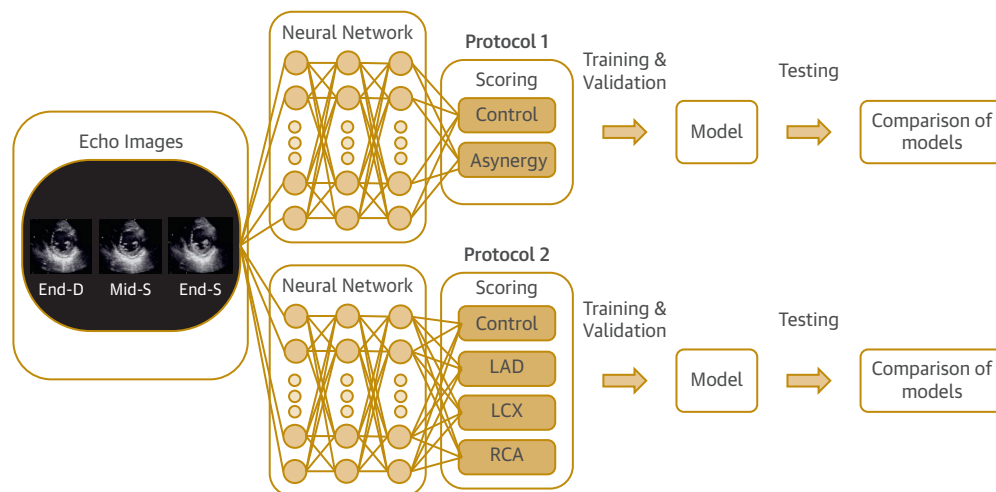 Echo Images
End-D
Mid-S
End-S
Neural Network
Protocol 1
Scoring
Control
Asynergy
Training &
Validation
Model
Testing
Comparison of
models
Neural Network
Protocol 2
Scoring
Control
LAD
LCX
RCA
Training &
Validation
Model
Testing
Comparison of
models